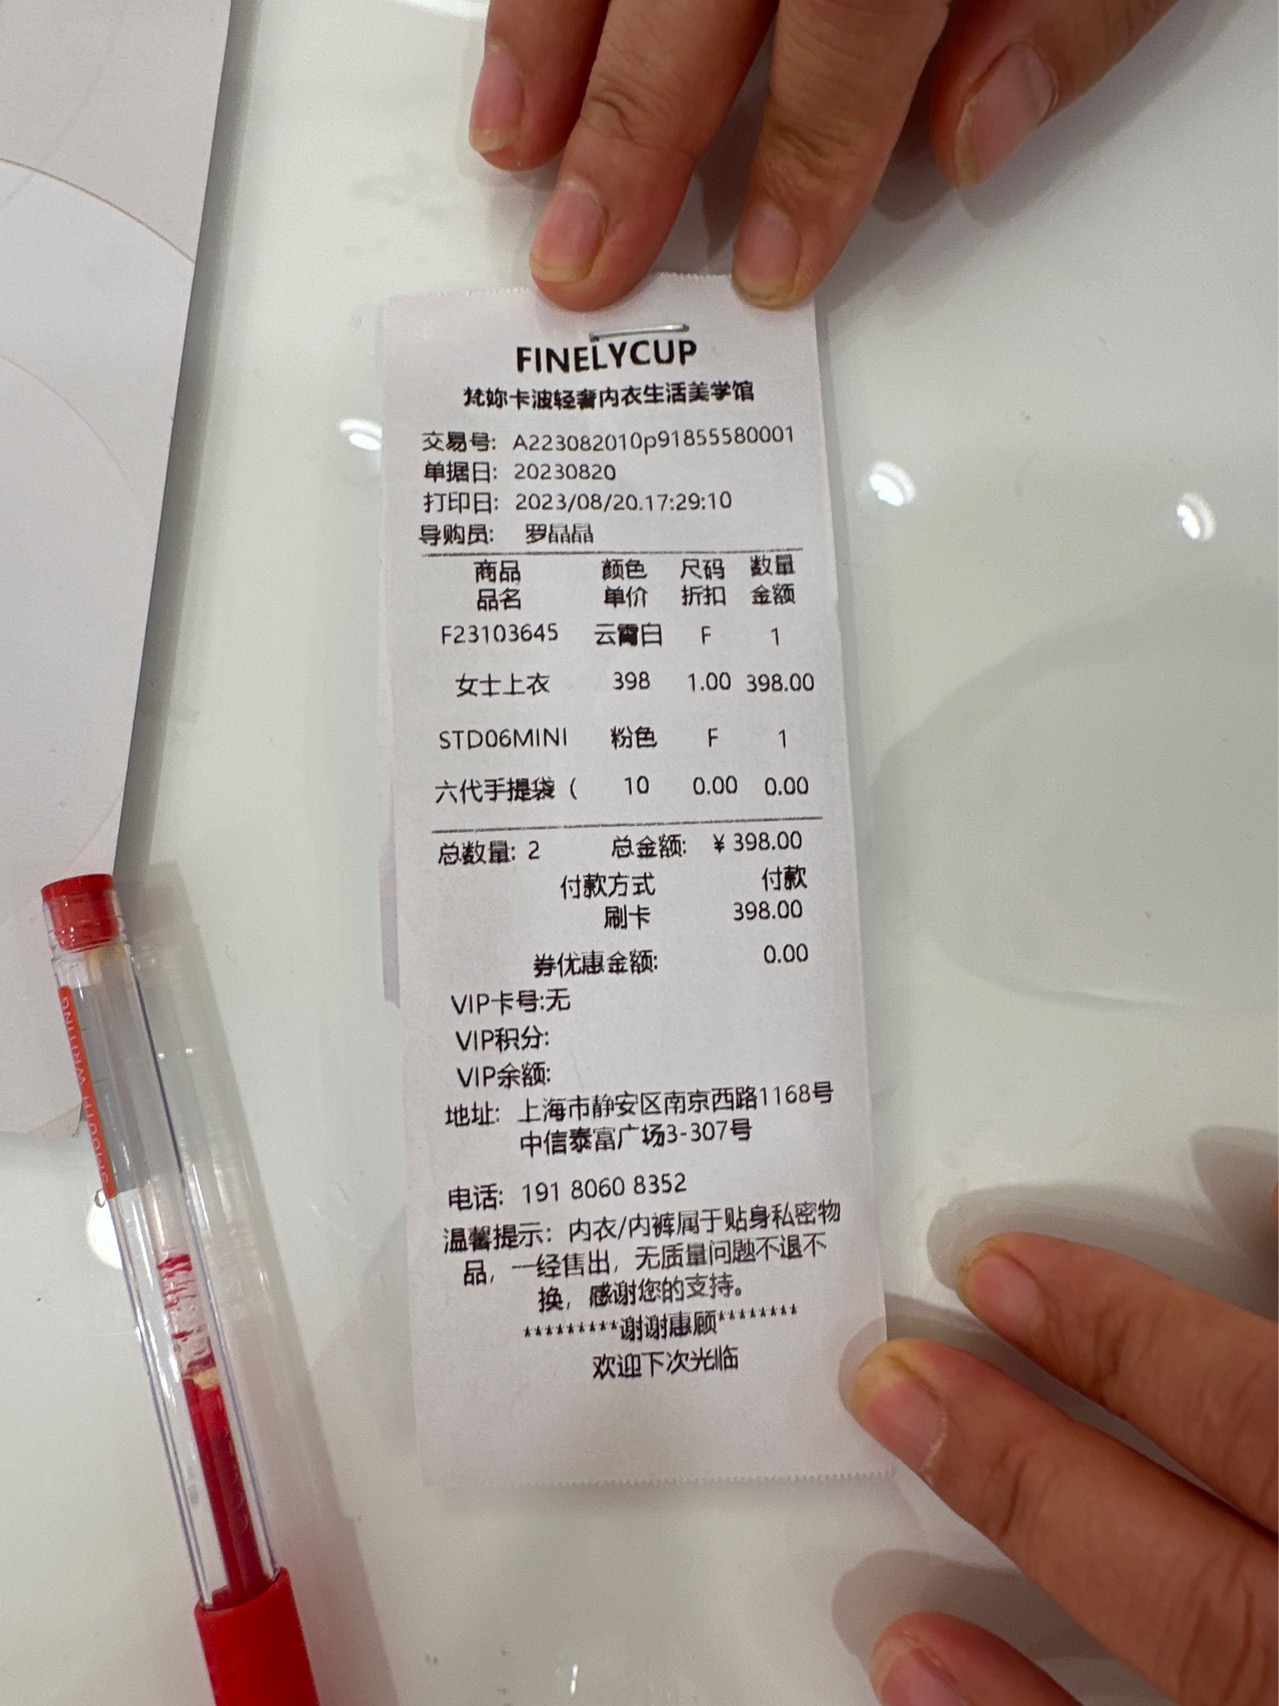 FINELYCUP
梵妳卡波轻奢内衣生活美学馆
交易号: A223082010p91855580001
单据日: 20230820
打印日: 2023/08/20.17:29:10
导购员: 罗晶晶
商品 颜色 尺码 数量
品名 单价 折扣 金额
F23103645 云霄白 F 1
女士上衣 398 1.00 398.00
STD06MINI 粉色 F 1
六代手提袋（ 10 0.00 0.00
总数量: 2 总金额: ¥ 398.00
付款方式 付款
刷卡 398.00
券优惠金额: 0.00
VIP卡号:无
VIP积分:
VIP余额:
地址: 上海市静安区南京西路1168号
中信泰富广场3-307号
电话: 191 8060 8352
温馨提示: 内衣/内裤属于贴身私密物
品，一经售出，无质量问题不退不
换，感谢您的支持。
*********谢谢惠顾********
欢迎下次光临
SMOOTH WRITING